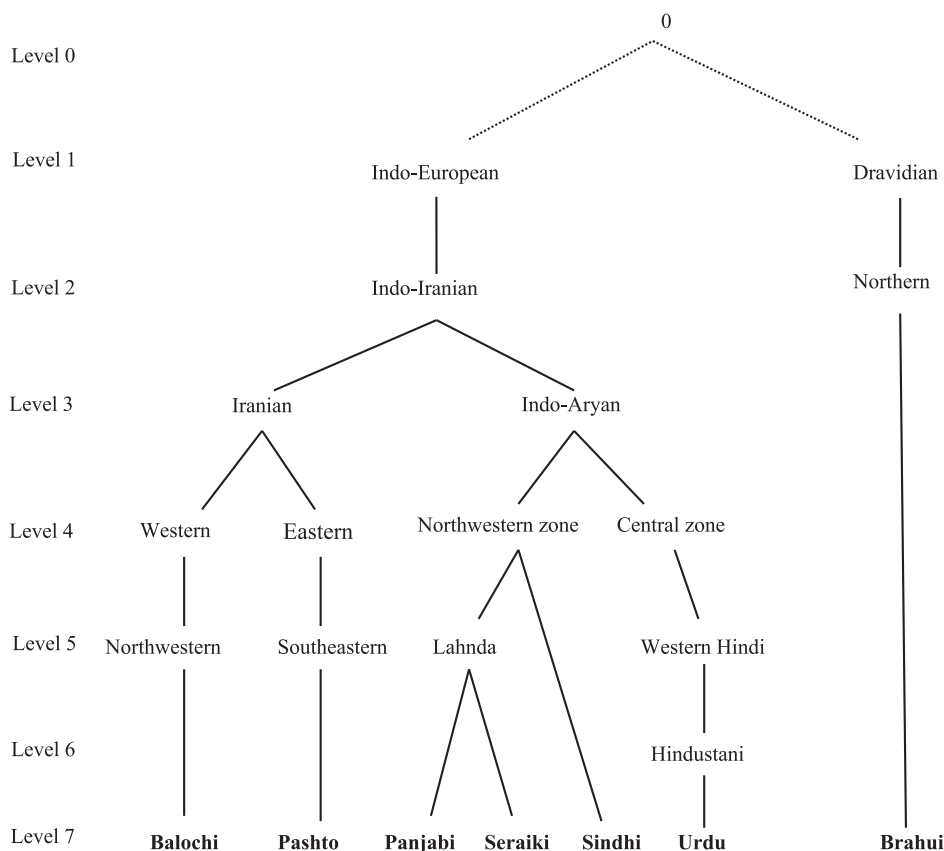 0
Level 0
Level 1
Indo-European Dravidian
Level 2 Indo-Iranian Northern
Level 3 Iranian Indo-Aryan
Level 4 Western Eastern Northwestern zone Central zone
Level 5 Northwestern Southeastern Lahnda Western Hindi
Level 6 Hindustani
Level 7 Balochi Pashto Panjabi Seraiki Sindhi Urdu Brahui